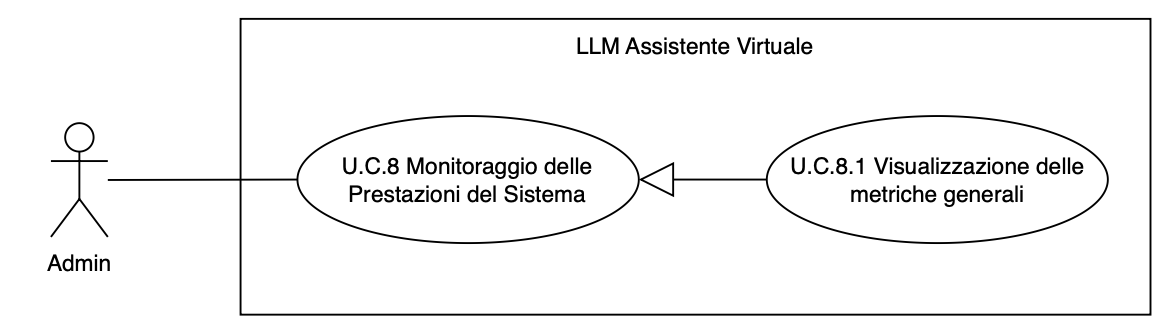 LLM Assistente Virtuale
U.C.8 Monitoraggio delle
Prestazioni del Sistema
U.C.8.1 Visualizzazione delle
metriche generali
Admin